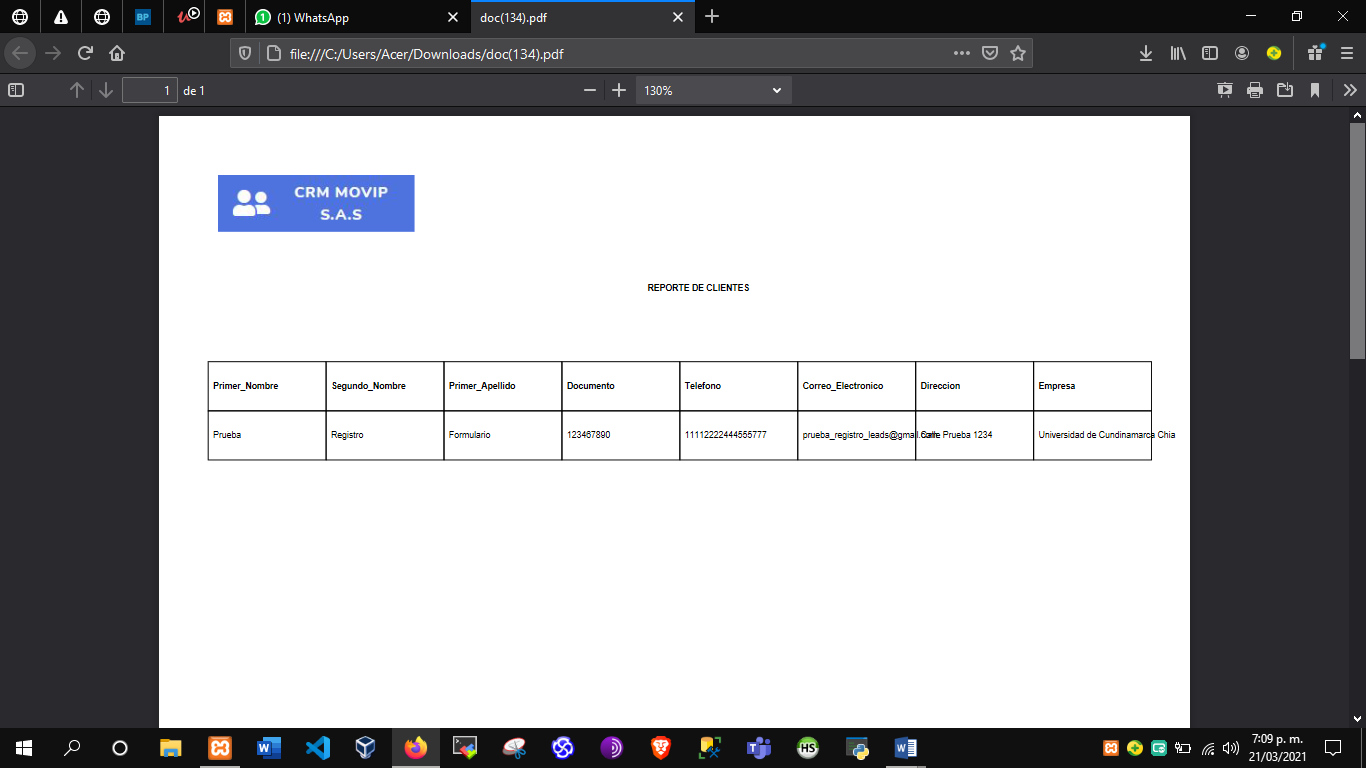 BP
(1) WhatsApp
doc(134).pdf
file:///C:/Users/Acer/Downloads/doc(134).pdf
1 de 1
130%
CRM MOVIP
S.A.S
REPORTE DE CLIENTES
Primer_Nombre Segundo_Nombre Primer_Apellido Documento Telefono Correo_Electronico Direccion Empresa
Prueba Registro Formulario 123467890 11112222444555777 prueba_registro_leads@gmail.com Calle Prueba 1234 Universidad de Cundinamarca Chia
HS
7:09 p. m.
21/03/2021